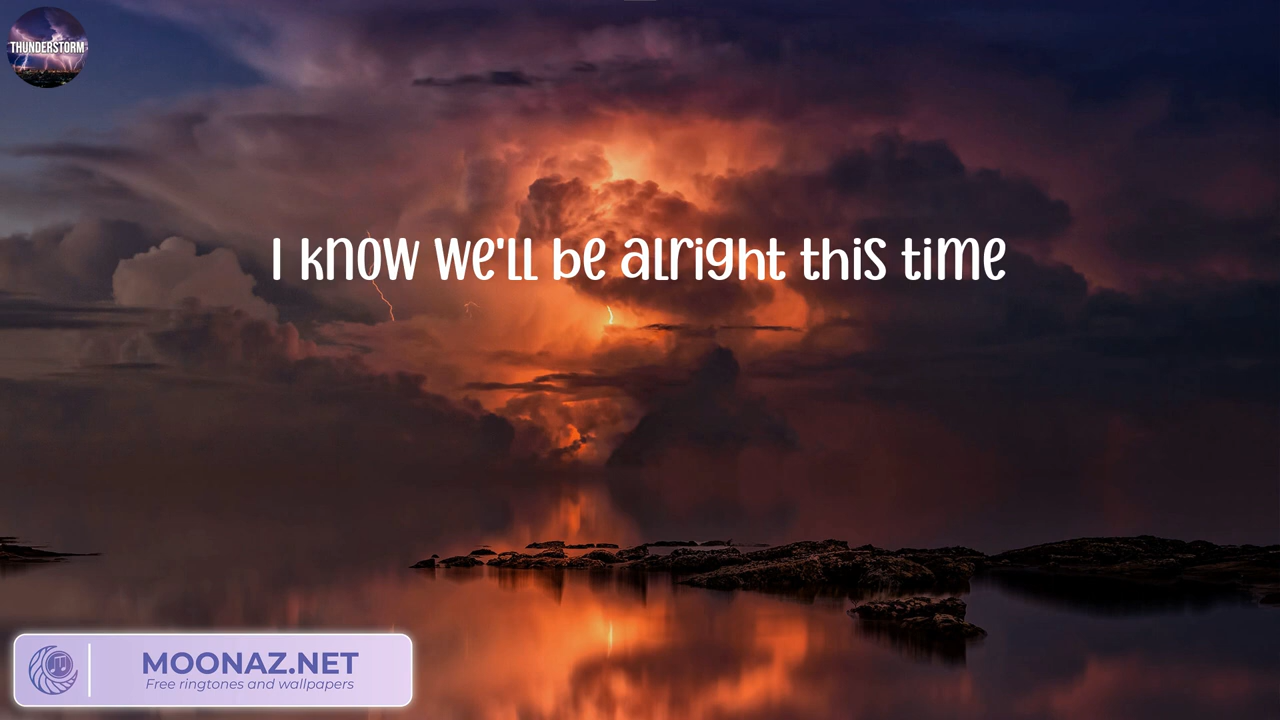 THUNDERSTORM
I know we'll be alright this time
MOONAZ.NET
Free ringtones and wallpapers